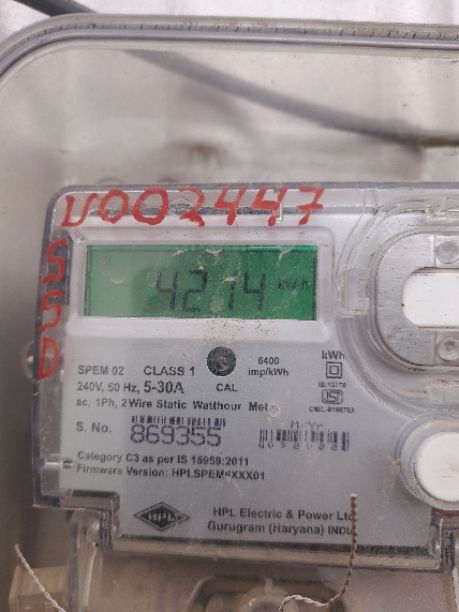 U002447
SSD
4214 kWh
SPEM 02 CLASS 1 6400 kWh
240V, 50 Hz, 5-30A CAL imp/kWh
ac, 1Ph, 2 Wire Static Watthour
S. No. 869355
Category C3 as per IS 15959:2011
Firmware Version:
HPL
HPL Electric & Power Ltd
Gurugram (Haryana)